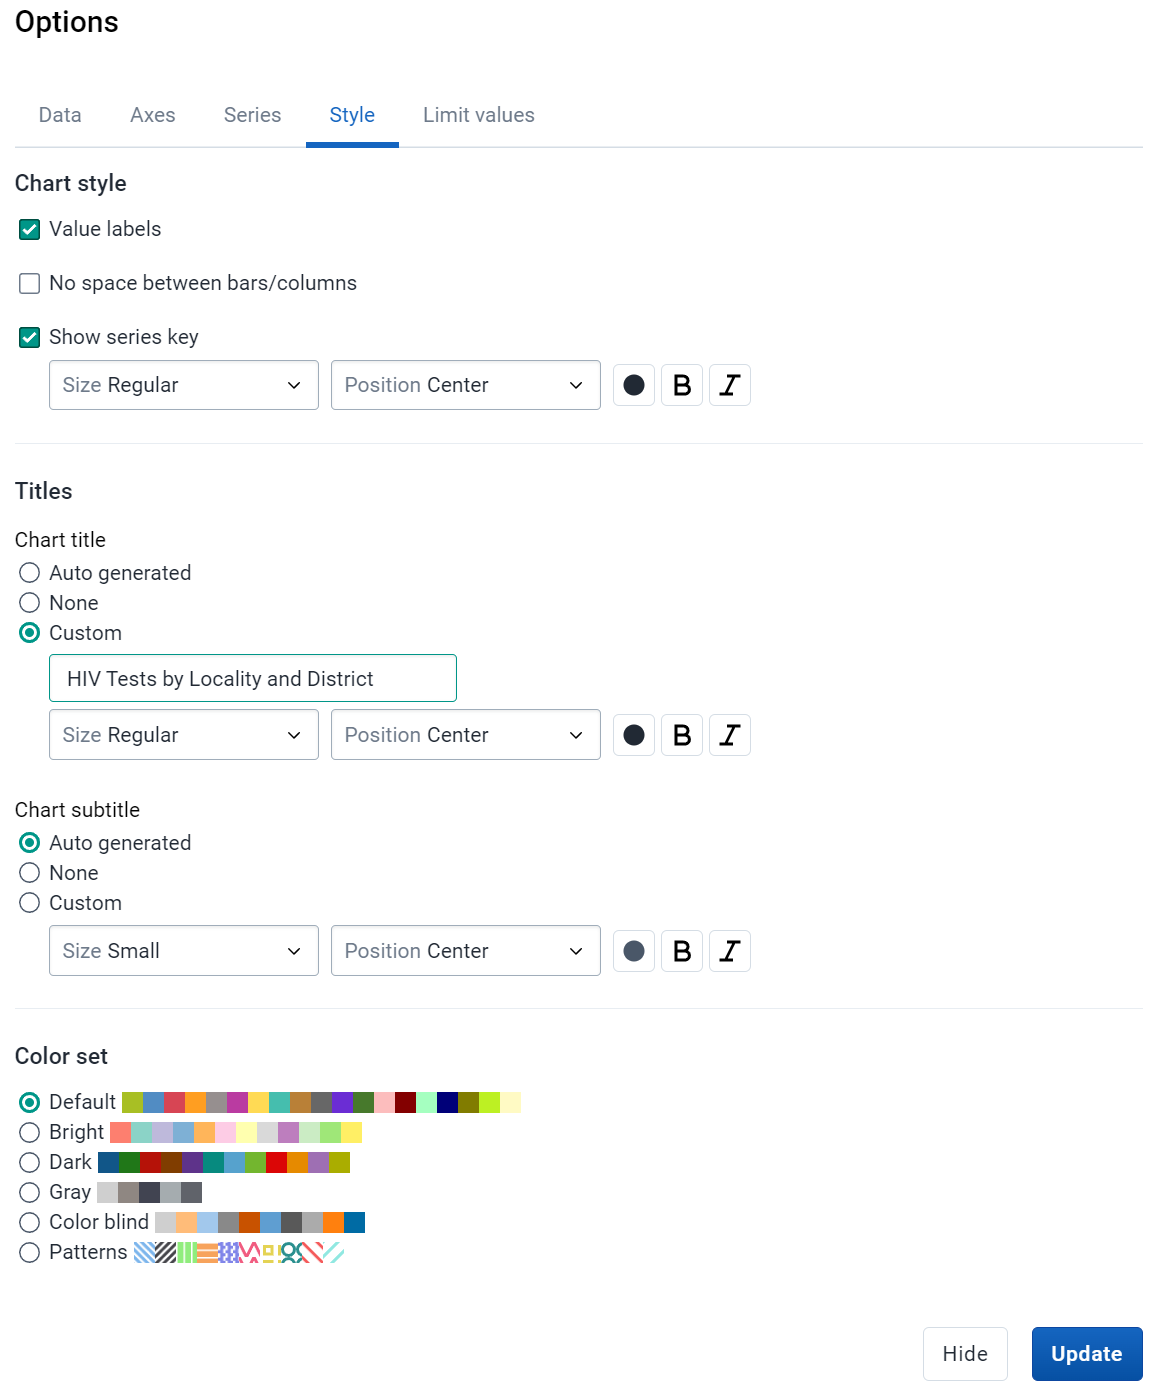 Options
Data Axes Series Style Limit values
Chart style
Value labels
No space between bars/columns
Show series key
Size Regular Position Center B I
Titles
Chart title
Auto generated
None
Custom
HIV Tests by Locality and District
Size Regular Position Center B I
Chart subtitle
Auto generated
None
Custom
Size Small Position Center B I
Color set
Default
Bright
Dark
Gray
Color blind
Patterns
Hide Update